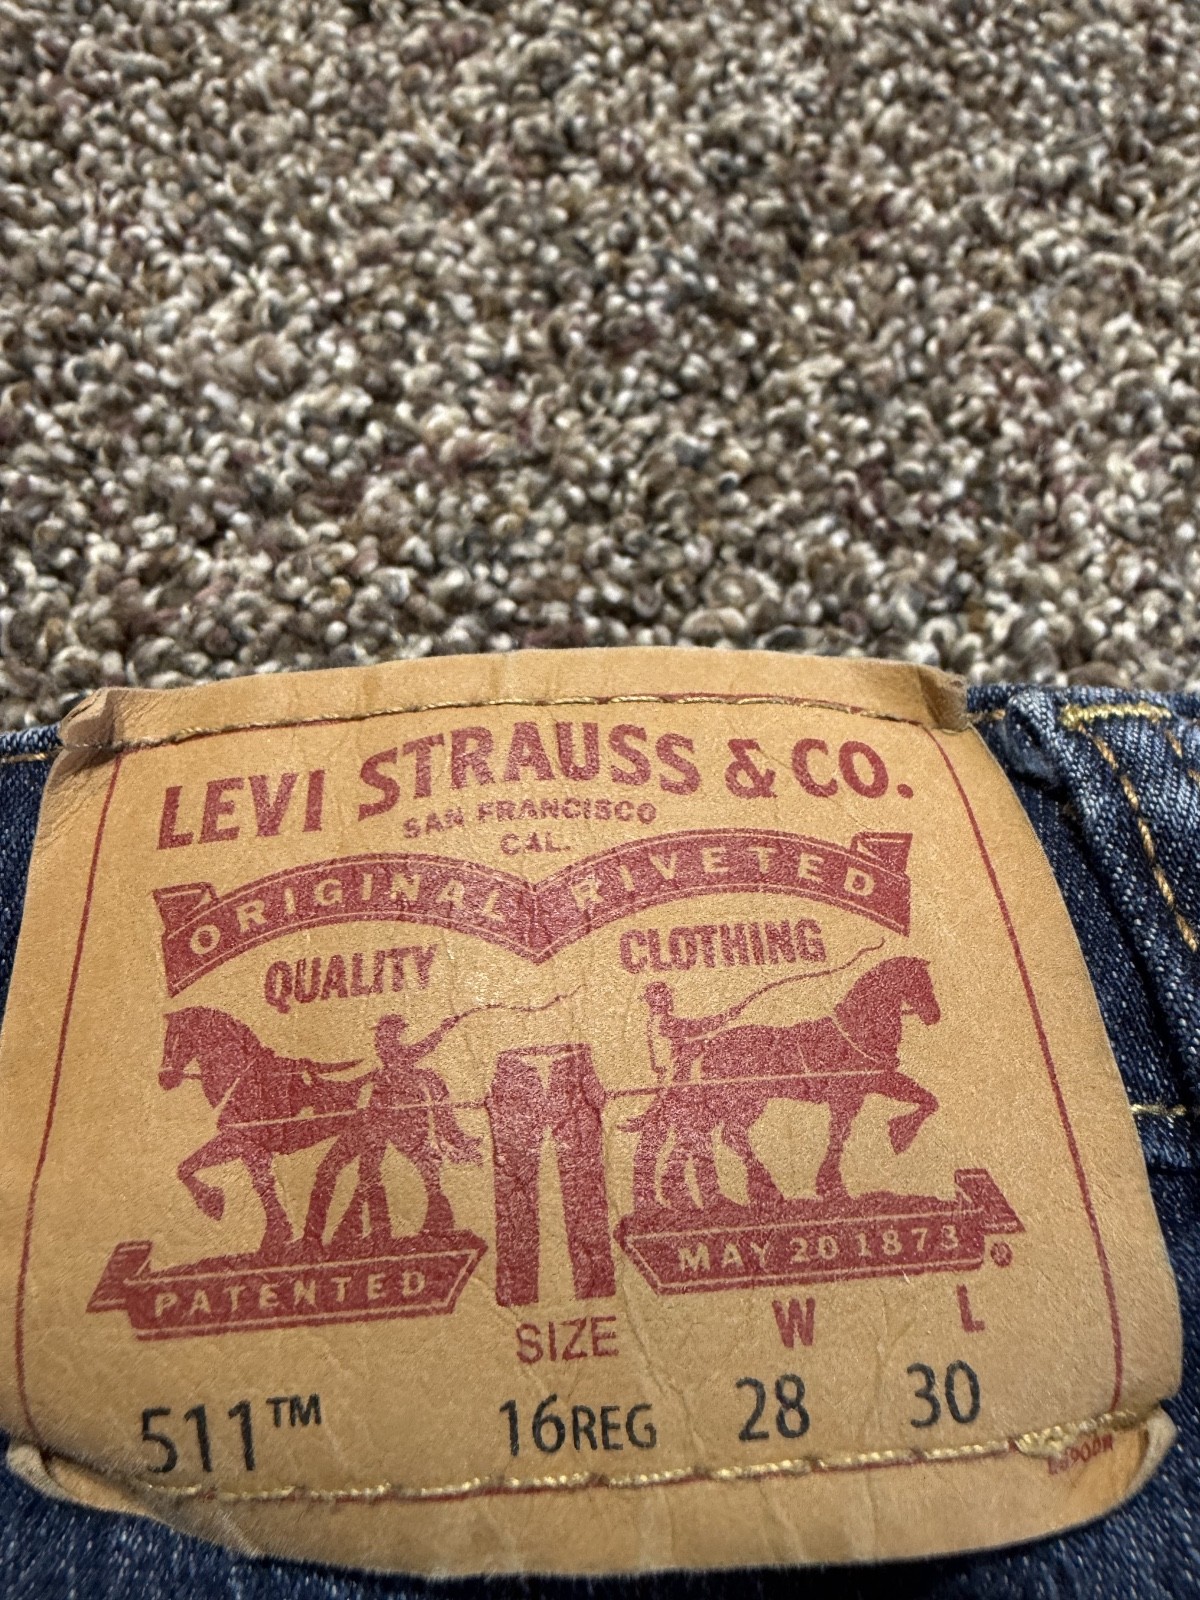 LEVI STRAUSS & CO.
SAN FRANCISCO
CAL.
ORIGINAL RIVETED
QUALITY CLOTHING
PATENTED
MAY 20 1873 ®
SIZE W L
511™ 16REG 28 30